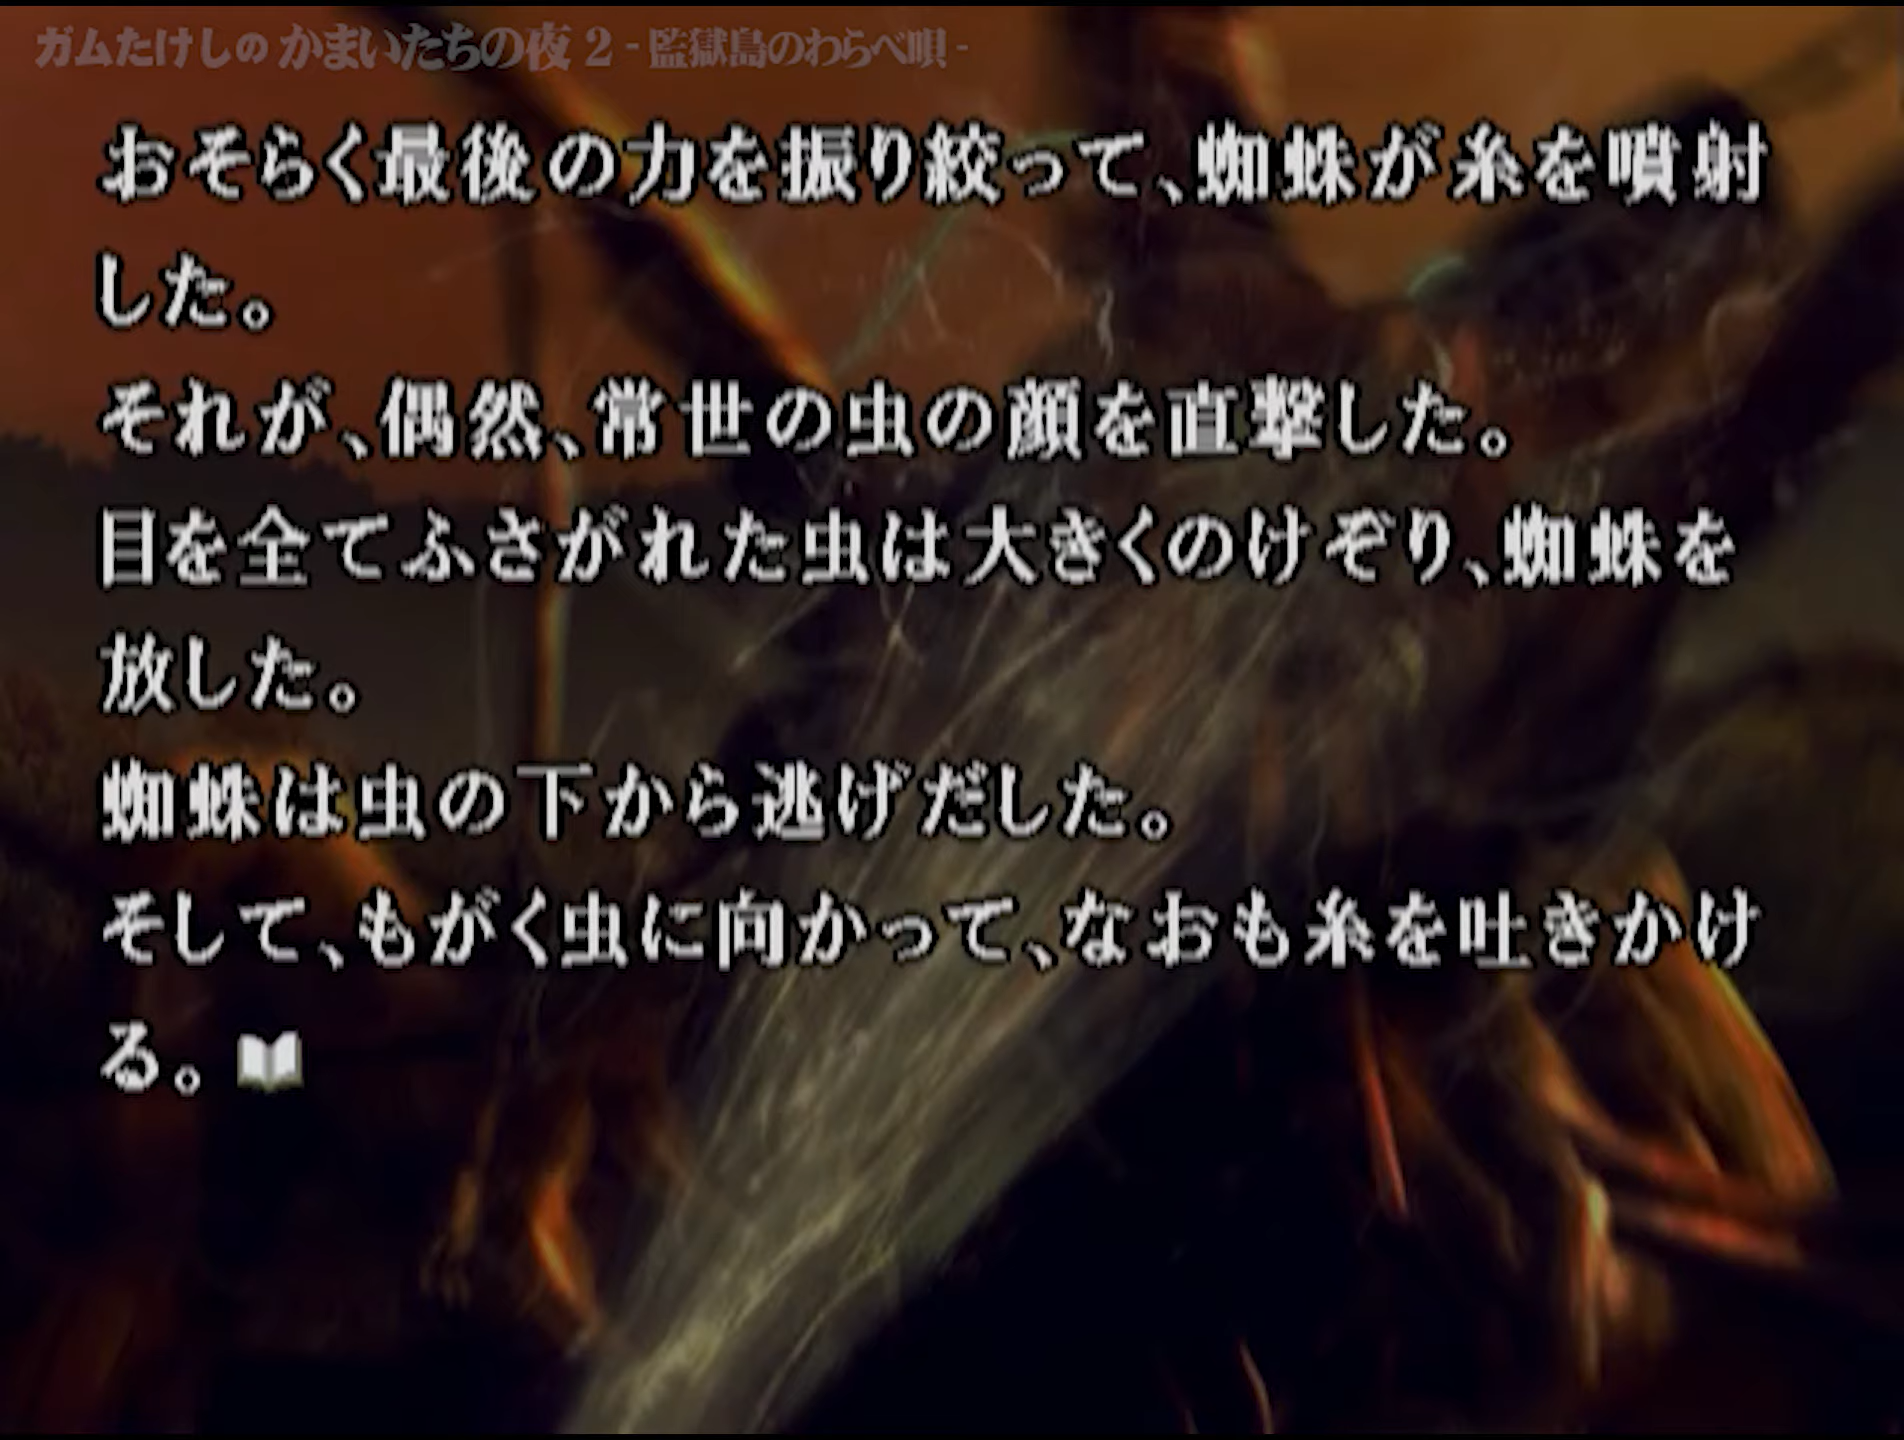 ガムたけしの かまいたちの夜 2 - 監獄島のわらべ唄 -
おそらく最後の力を振り絞って、蜘蛛が糸を噴射
した。
それが、偶然、常世の虫の顔を直撃した。
目を全てふさがれた虫は大きくのけぞり、蜘蛛を
放した。
蜘蛛は虫の下から逃げだした。
そして、もがく虫に向かって、なおも糸を吐きかけ
る。